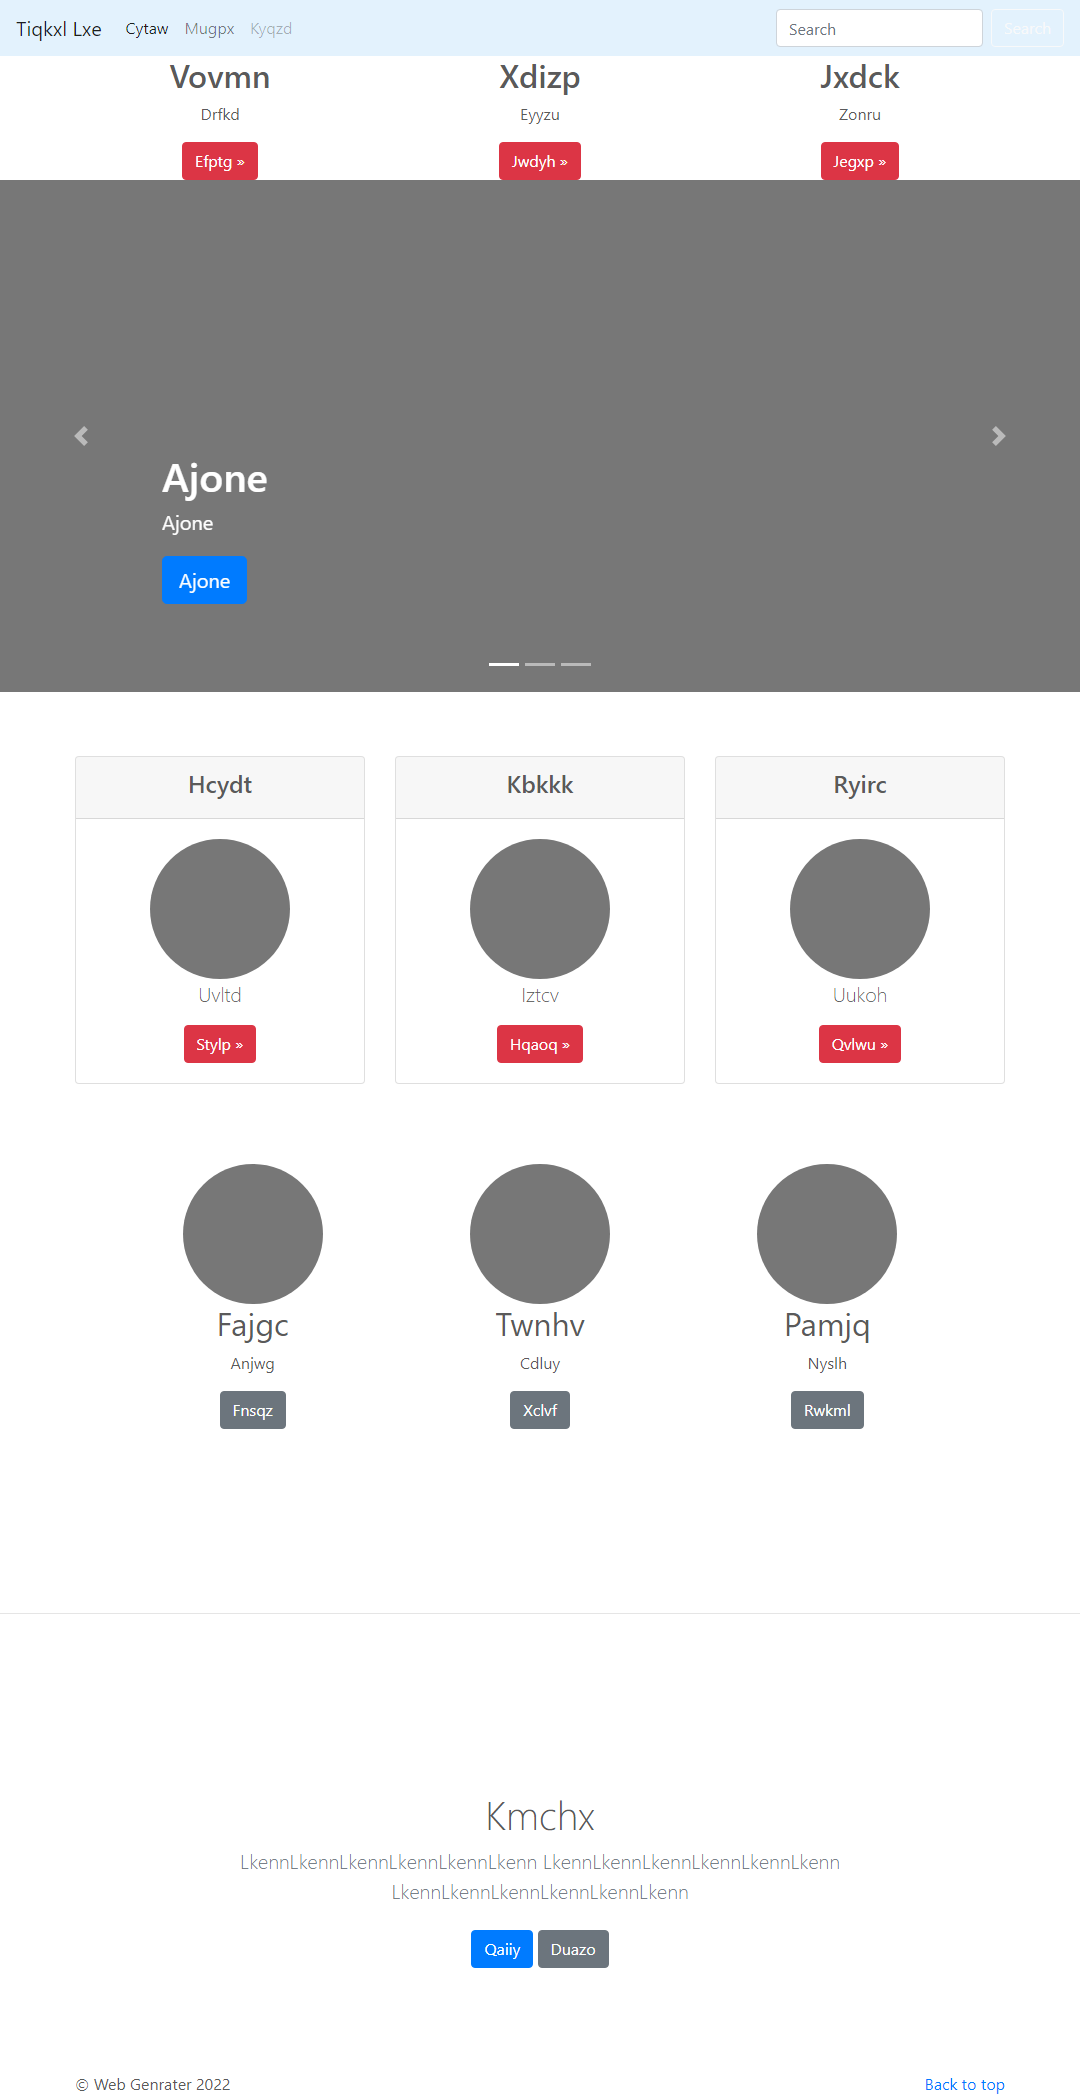 Tiqkxl Lxe Cytaw Mugpx Kyqzd Search Search
Vovmn Xdizp Jxdck
Drfkd Eyyzu Zonru
Efptg » Jwdyh » Jegxp »
Ajone
Ajone
Ajone
Hcydt Kbkkk Ryirc
Uvltd Iztcv Uukoh
Stylp » Hqaoq » Qvlwu »
Fajgc Twnhv Pamjq
Anjwg Cdluy Nyslh
Fnsqz Xclvf Rwkml
Kmchx
LkennLkennLkennLkennLkennLkenn LkennLkennLkennLkennLkennLkenn
LkennLkennLkennLkennLkennLkenn
Qaiiy Duazo
© Web Genrater 2022 Back to top